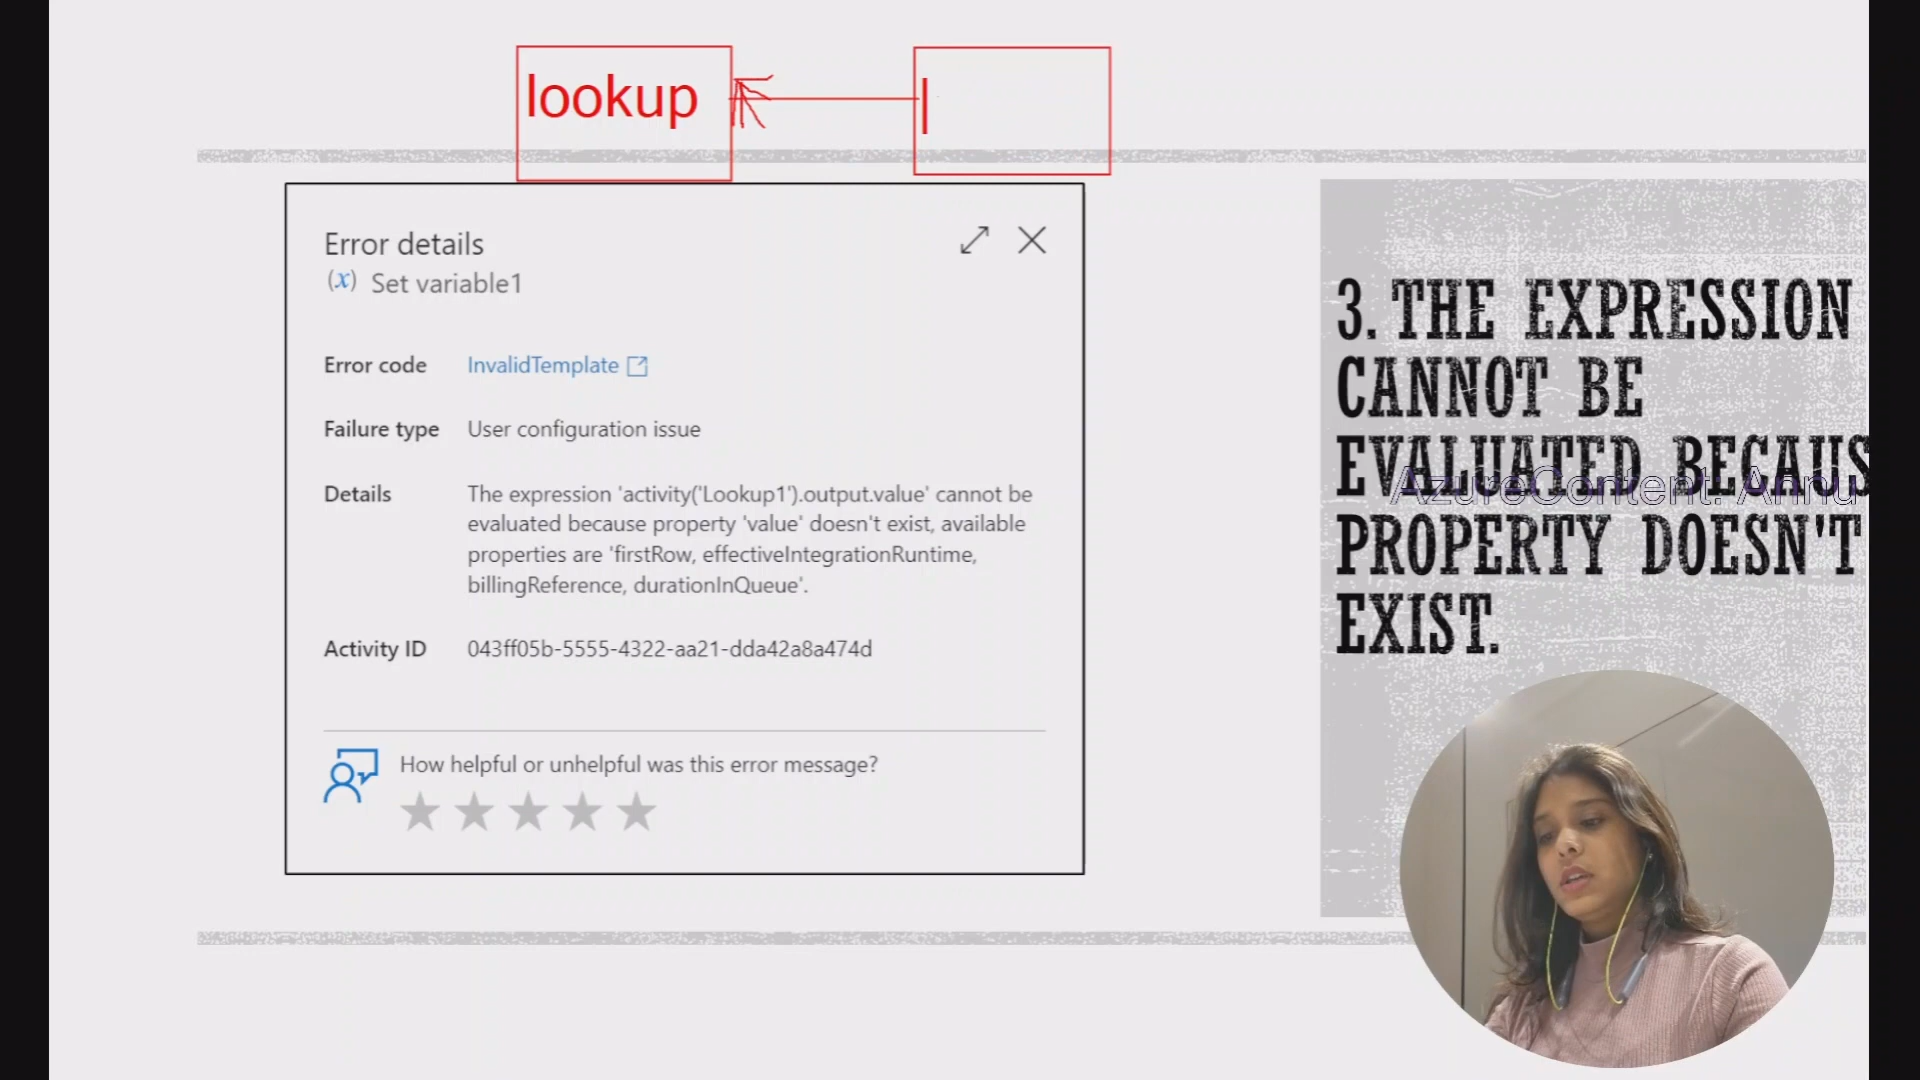 lookup
Error details
(x) Set variable1
Error code InvalidTemplate
Failure type User configuration issue
Details The expression 'activity('Lookup1').output.value' cannot be
evaluated because property 'value' doesn't exist, available
properties are 'firstRow, effectiveIntegrationRuntime,
billingReference, durationInQueue'.
Activity ID 043ff05b-5555-4322-aa21-dda42a8a474d
How helpful or unhelpful was this error message?
3. THE EXPRESSION
CANNOT BE
EVALUATED BECAUS
PROPERTY DOESN'T
EXIST.
AzureContent. Annu